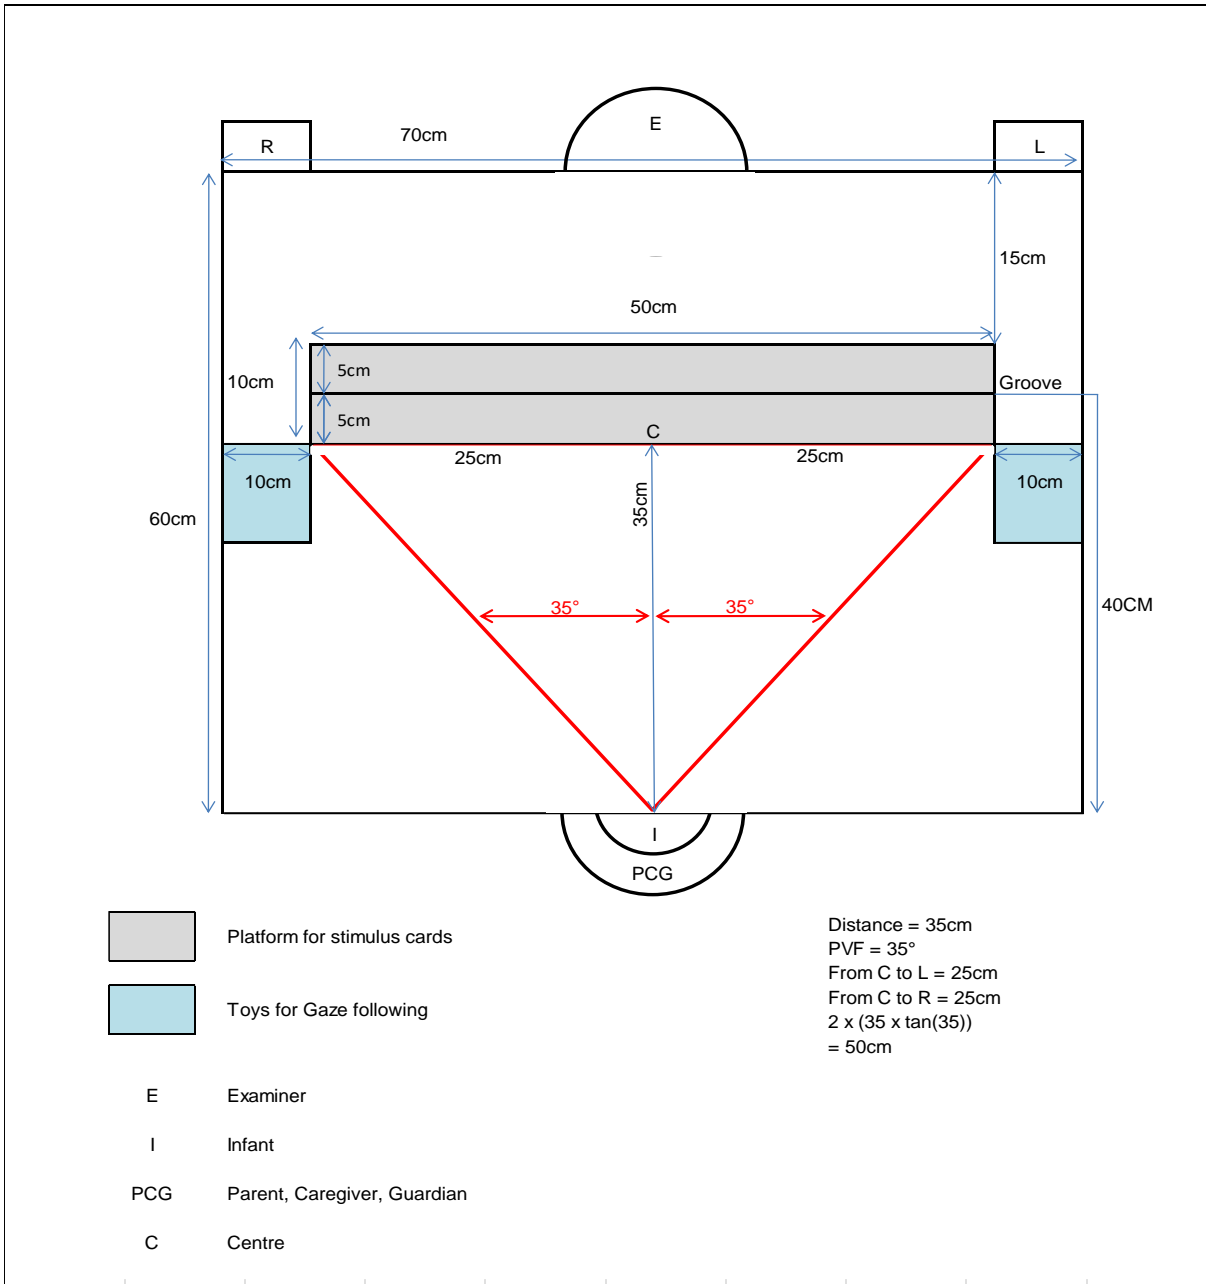 E
R
70cm
L
15cm
50cm
5cm
10cm
Groove
5cm
C
25cm
25cm
10cm
10cm
35cm
60cm
35°
35°
40CM
I
PCG
Platform for stimulus cards
Toys for Gaze following
E Examiner
I Infant
PCG Parent, Caregiver, Guardian
C Centre
Distance = 35cm
PVF = 35°
From C to L = 25cm
From C to R = 25cm
2 x (35 x tan(35))
= 50cm